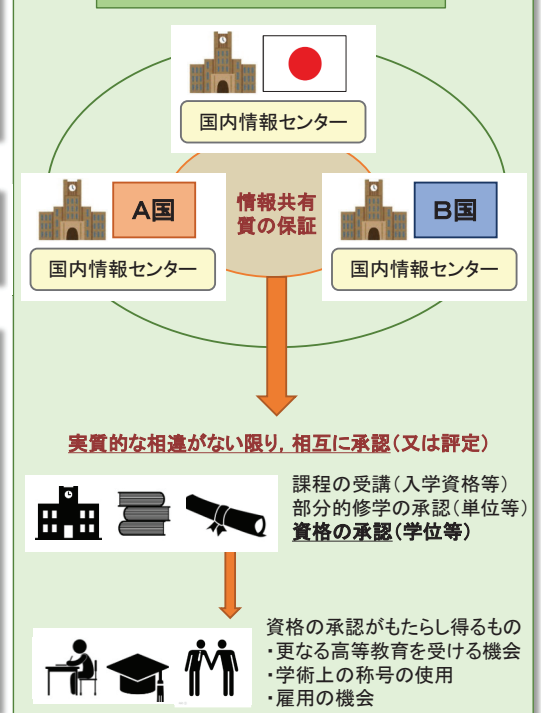 国内情報センター
A国
情報共有
質の保証
B国
国内情報センター
国内情報センター
実質的な相違がない限り，相互に承認（又は評定）
課程の受講（入学資格等）
部分的修学の承認（単位等）
資格の承認（学位等）
資格の承認がもたらし得るもの
・更なる高等教育を受ける機会
・学術上の称号の使用
・雇用の機会